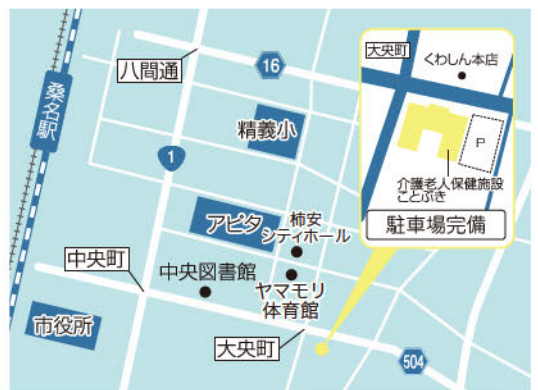 八間通
16
桑名駅
精義小
1
アピタ
柿安
シティホール
中央町
中央図書館
ヤマモリ
体育館
市役所
大央町
504
大央町
くわしん本店
P
介護老人保健施設
ことぶき
駐車場完備